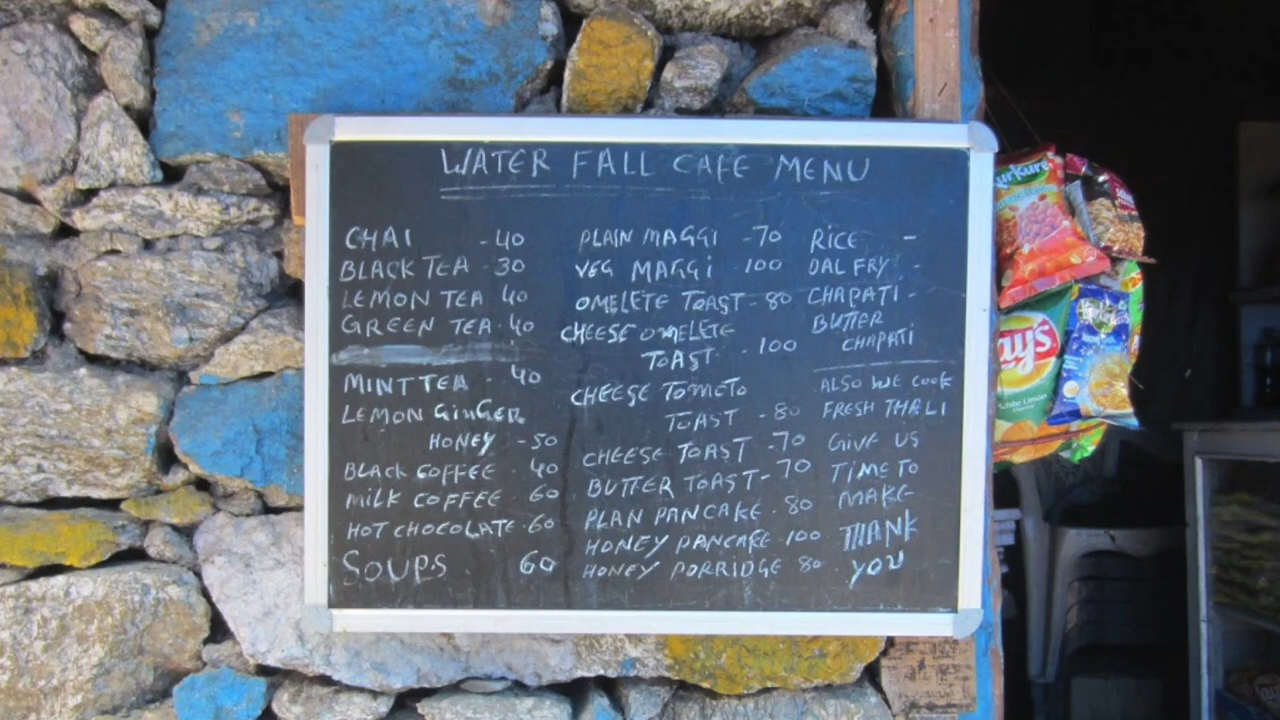 WATER FALL CAFE MENU
CHAI - 40
BLACK TEA - 30
LEMON TEA 40
GREEN TEA - 40
MINT TEA - 40
LEMON GINGER
HONEY - 50
BLACK COFFEE - 40
MILK COFFEE - 60
HOT CHOCOLATE - 60
SOUPS 60
PLAIN MAGGI - 70
VEG MAGGI - 100
OMELETE TOAST - 80
CHEESE OMELETE
TOAST - 100
CHEESE TOMETO
TOAST - 80
CHEESE TOAST - 70
BUTTER TOAST - 70
PLAN PANCAKE - 80
HONEY PANCAKE 100
HONEY PORRIDGE 80
RICE -
DAL FRY -
CHAPATI -
BUTTER
CHAPATI
ALSO WE COOK
FRESH THALI
GIVE US
TIME TO
MAKE
THANK
YOU
urkure
ays